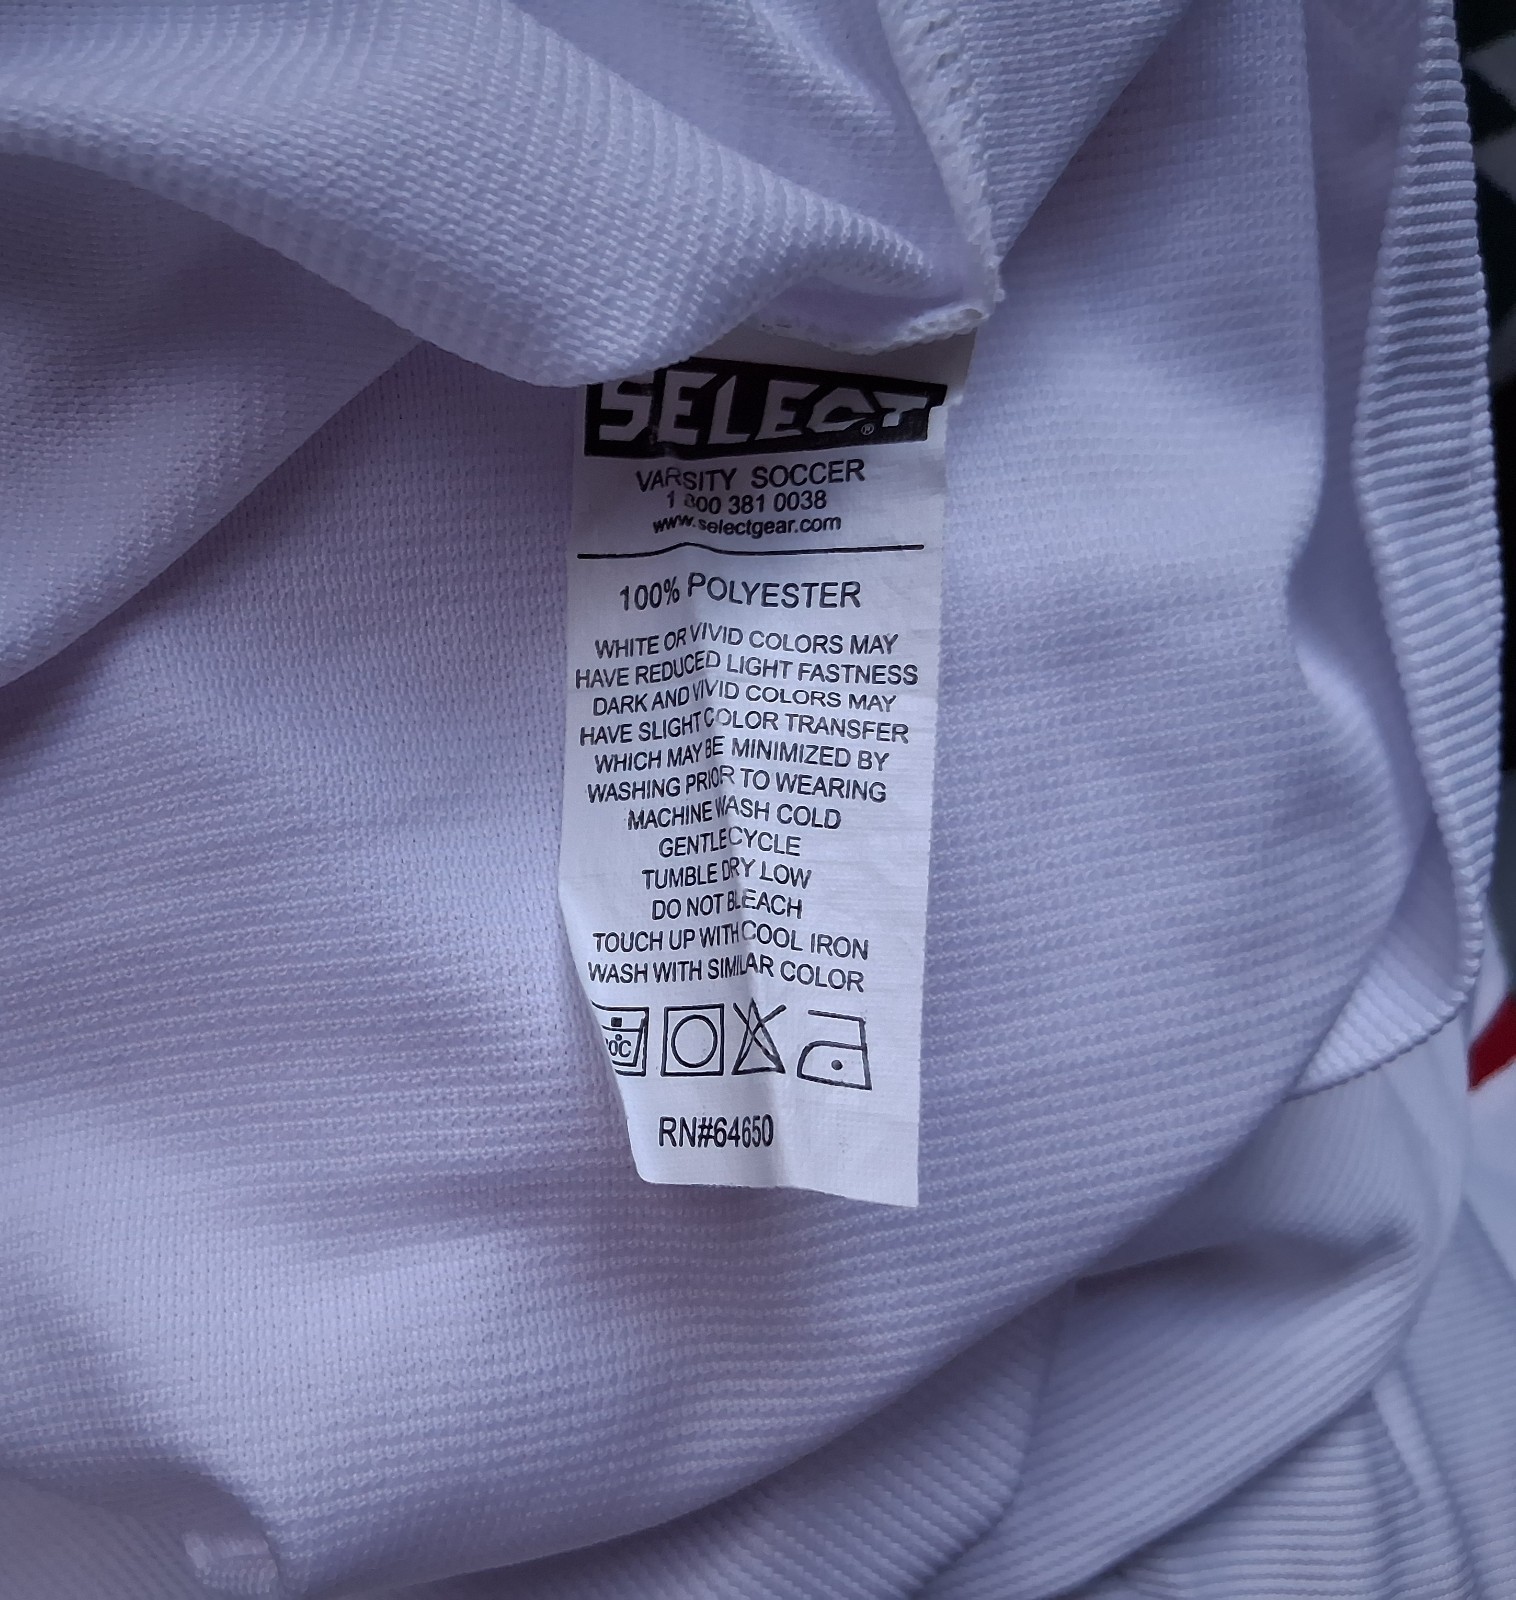 SELECT
®
VARSITY SOCCER
1 800 381 0038
www.selectgear.com
100% POLYESTER
WHITE OR VIVID COLORS MAY
HAVE REDUCED LIGHT FASTNESS
DARK AND VIVID COLORS MAY
HAVE SLIGHT COLOR TRANSFER
WHICH MAY BE MINIMIZED BY
WASHING PRIOR TO WEARING
MACHINE WASH COLD
GENTLE CYCLE
TUMBLE DRY LOW
DO NOT BLEACH
TOUCH UP WITH COOL IRON
WASH WITH SIMILAR COLOR
RN#64650